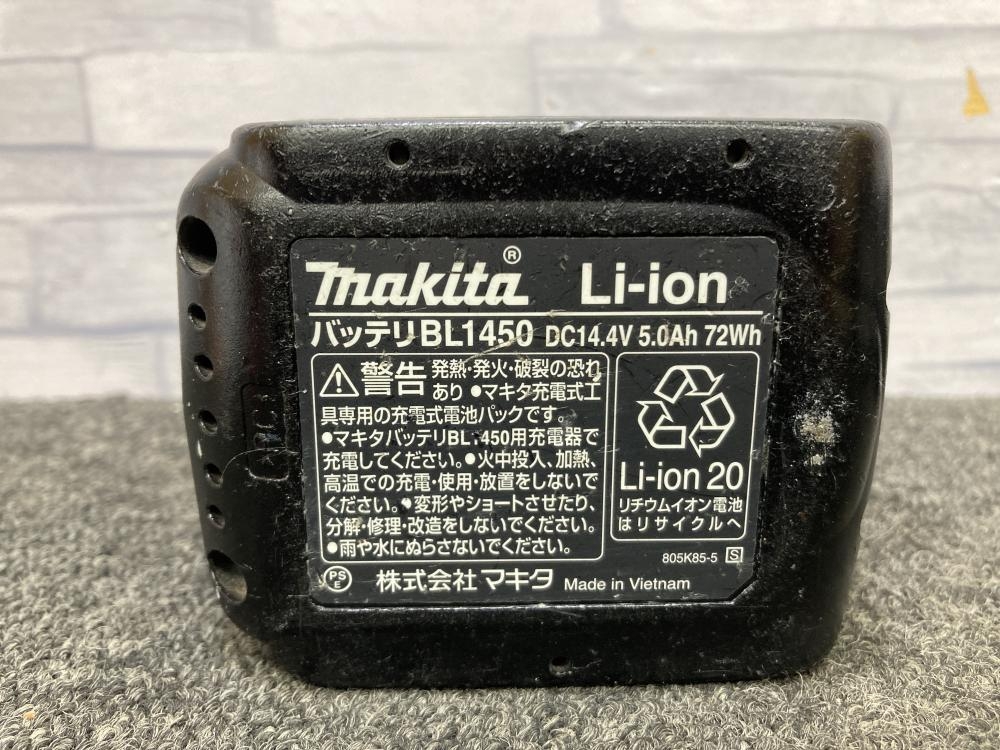 makita® Li-ion
バッテリBL1450 DC14.4V 5.0Ah 72Wh
警告 発熱・発火・破裂の恐れ
あり ●マキタ充電式工
具専用の充電式電池パックです。
●マキタバッテリBL1450用充電器で
充電してください。●火中投入、加熱、
高温での充電・使用・放置をしないで
ください。●変形やショートさせたり、
分解・修理・改造をしないでください。
●雨や水にぬらさないでください。
Li-ion 20
リチウムイオン電池
はリサイクルへ
805K85-5 S
PS
E 株式会社 マキタ Made in Vietnam